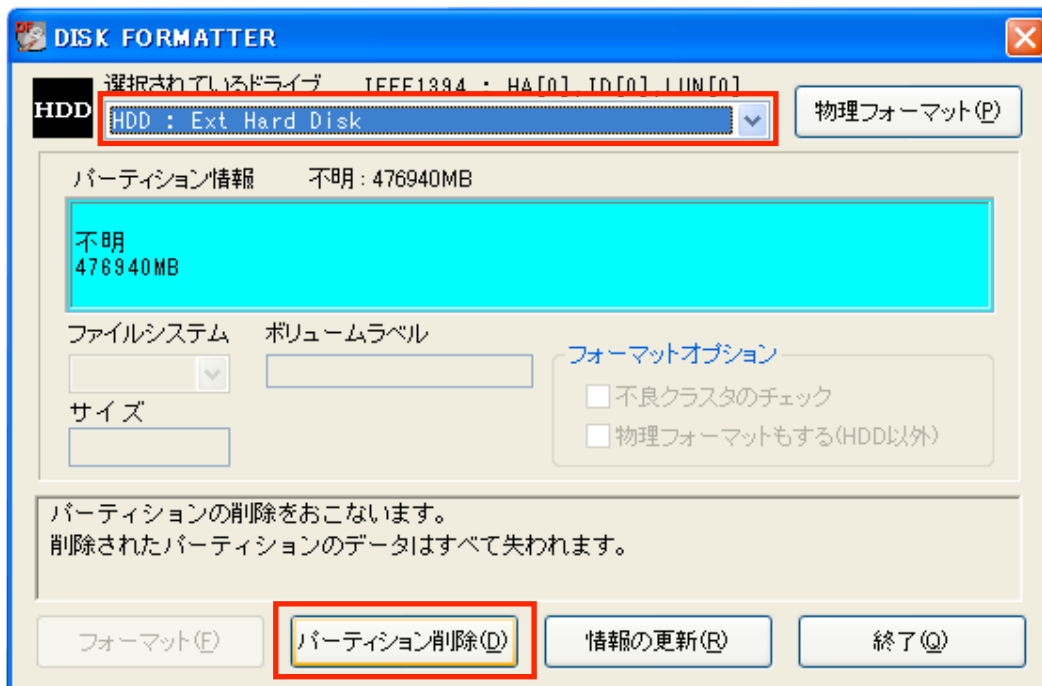 DISK FORMATTER
HDD
選択されているドライブ IEEE1394 : HA[0],ID[0],LUN[0]
HDD : Ext Hard Disk
物理フォーマット(P)
パーティション情報 不明 : 476940MB
不明
476940MB
ファイルシステム ボリュームラベル
フォーマットオプション
不良クラスタのチェック
サイズ
物理フォーマットもする(HDD以外)
パーティションの削除をおこないます。
削除されたパーティションのデータはすべて失われます。
フォーマット(F) パーティション削除(D) 情報の更新(R) 終了(Q)